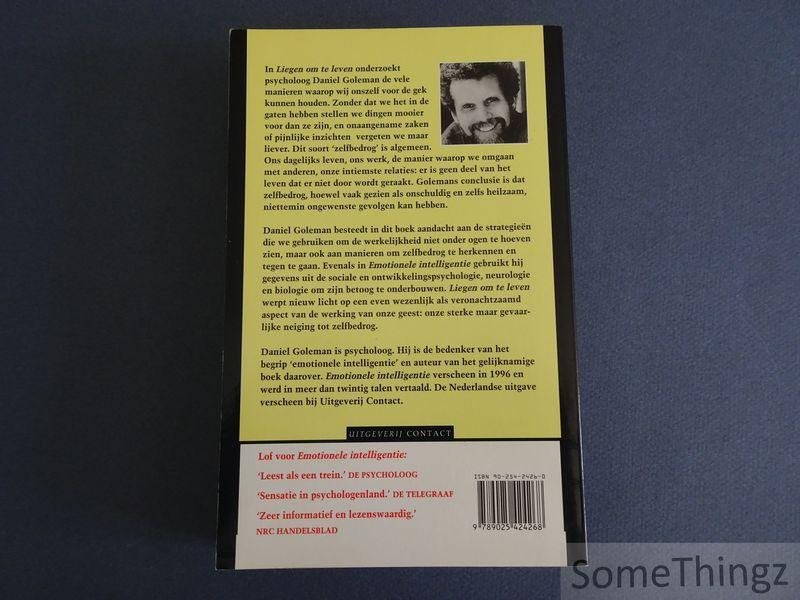 In Liegen om te leven onderzoekt
psycholoog Daniel Goleman de vele
manieren waarop wij onszelf voor de gek
kunnen houden. Zonder dat we het in de
gaten hebben stellen we dingen mooier
voor dan ze zijn, en onaangename zaken
of pijnlijke inzichten vergeten we maar
liever. Dit soort ‘zelfbedrog’ is algemeen.
Ons dagelijks leven, ons werk, de manier waarop we omgaan
met anderen, onze intiemste relaties: er is geen deel van het
leven dat er niet door wordt geraakt. Golemans conclusie is dat
zelfbedrog, hoewel vaak gezien als onschuldig en zelfs heilzaam,
niettemin ongewenste gevolgen kan hebben.
Daniel Goleman besteedt in dit boek aandacht aan de strategieën
die we gebruiken om de werkelijkheid niet onder ogen te hoeven
zien, maar ook aan manieren om zelfbedrog te herkennen en
tegen te gaan. Evenals in Emotionele intelligentie gebruikt hij
gegevens uit de sociale en ontwikkelingspsychologie, neurologie
en biologie om zijn betoog te onderbouwen. Liegen om te leven
werpt nieuw licht op een even wezenlijk als veronachtzaamd
aspect van de werking van onze geest: onze sterke maar gevaar-
lijke neiging tot zelfbedrog.
Daniel Goleman is psycholoog. Hij is de bedenker van het
begrip ‘emotionele intelligentie’ en auteur van het gelijknamige
boek daarover. Emotionele intelligentie verscheen in 1996 en
werd in meer dan twintig talen vertaald. De Nederlandse uitgave
verscheen bij Uitgeverij Contact.
UITGEVERIJ CONTACT
Lof voor Emotionele intelligentie:
‘Leest als een trein.’ DE PSYCHOLOOG
‘Sensatie in psychologenland.’ DE TELEGRAAF
‘Zeer informatief en lezenswaardig.’
NRC HANDELSBLAD
ISBN 90-254-2426-0
9 789025 424268
SomeThingz